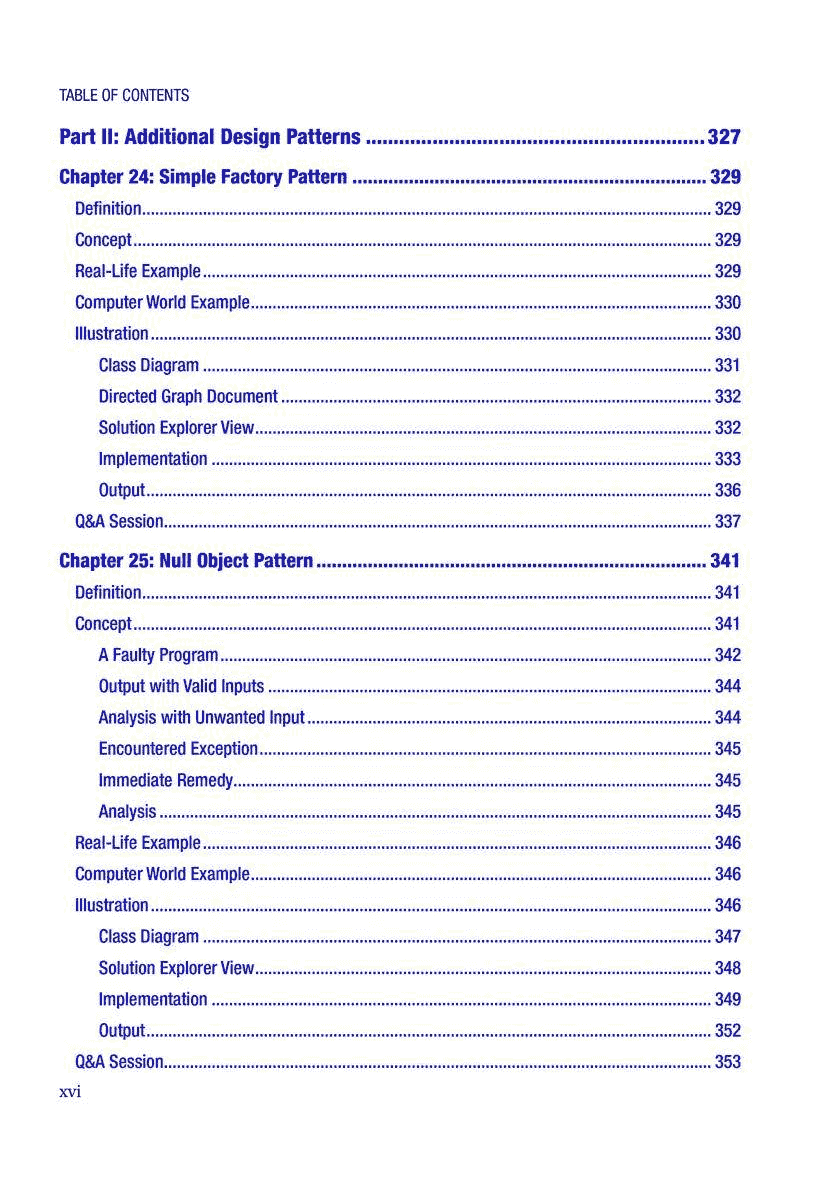 TABLE OF CONTENTS
Part II: Additional Design Patterns ............................................................. 327
Chapter 24: Simple Factory Pattern ..................................................................... 329
Definition................................................................................................................................... 329
Concept..................................................................................................................................... 329
Real-Life Example..................................................................................................................... 329
Computer World Example.......................................................................................................... 330
Illustration................................................................................................................................. 330
Class Diagram ..................................................................................................................... 331
Directed Graph Document ................................................................................................... 332
Solution Explorer View......................................................................................................... 332
Implementation ................................................................................................................... 333
Output.................................................................................................................................. 336
Q&A Session.............................................................................................................................. 337
Chapter 25: Null Object Pattern............................................................................ 341
Definition................................................................................................................................... 341
Concept..................................................................................................................................... 341
A Faulty Program................................................................................................................. 342
Output with Valid Inputs ...................................................................................................... 344
Analysis with Unwanted Input............................................................................................. 344
Encountered Exception........................................................................................................ 345
Immediate Remedy.............................................................................................................. 345
Analysis ............................................................................................................................... 345
Real-Life Example..................................................................................................................... 346
Computer World Example.......................................................................................................... 346
Illustration................................................................................................................................. 346
Class Diagram ..................................................................................................................... 347
Solution Explorer View......................................................................................................... 348
Implementation ................................................................................................................... 349
Output.................................................................................................................................. 352
Q&A Session.............................................................................................................................. 353
xvi